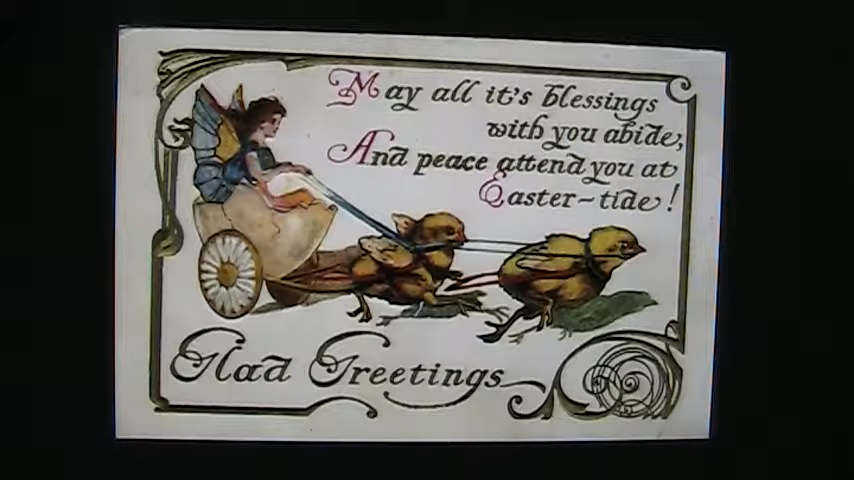 May all it's blessings
with you abide,
And peace attend you at
Easter-tide!
Glad Greetings